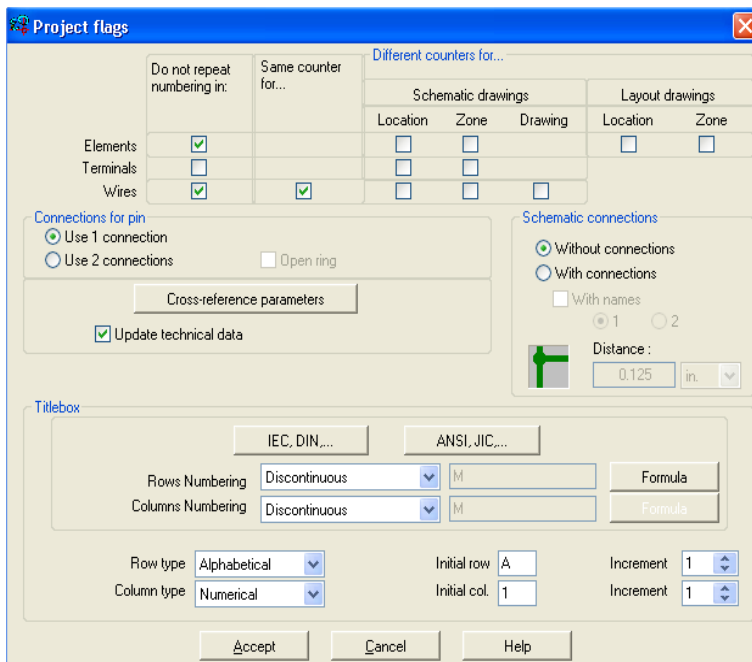 Project flags
Different counters for...
Do not repeat numbering in:
Same counter for...
Schematic drawings
Layout drawings
Location Zone Drawing Location Zone
Elements
Terminals
Wires
Connections for pin
Use 1 connection
Use 2 connections
Open ring
Cross-reference parameters
Update technical data
Schematic connections
Without connections
With connections
With names
1 2
Distance :
0.125 in.
Titlebox
IEC, DIN,... ANSI, JIC,...
Rows Numbering Discontinuous M Formula
Columns Numbering Discontinuous M Formula
Row type Alphabetical Initial row A Increment 1
Column type Numerical Initial col. 1 Increment 1
Accept Cancel Help